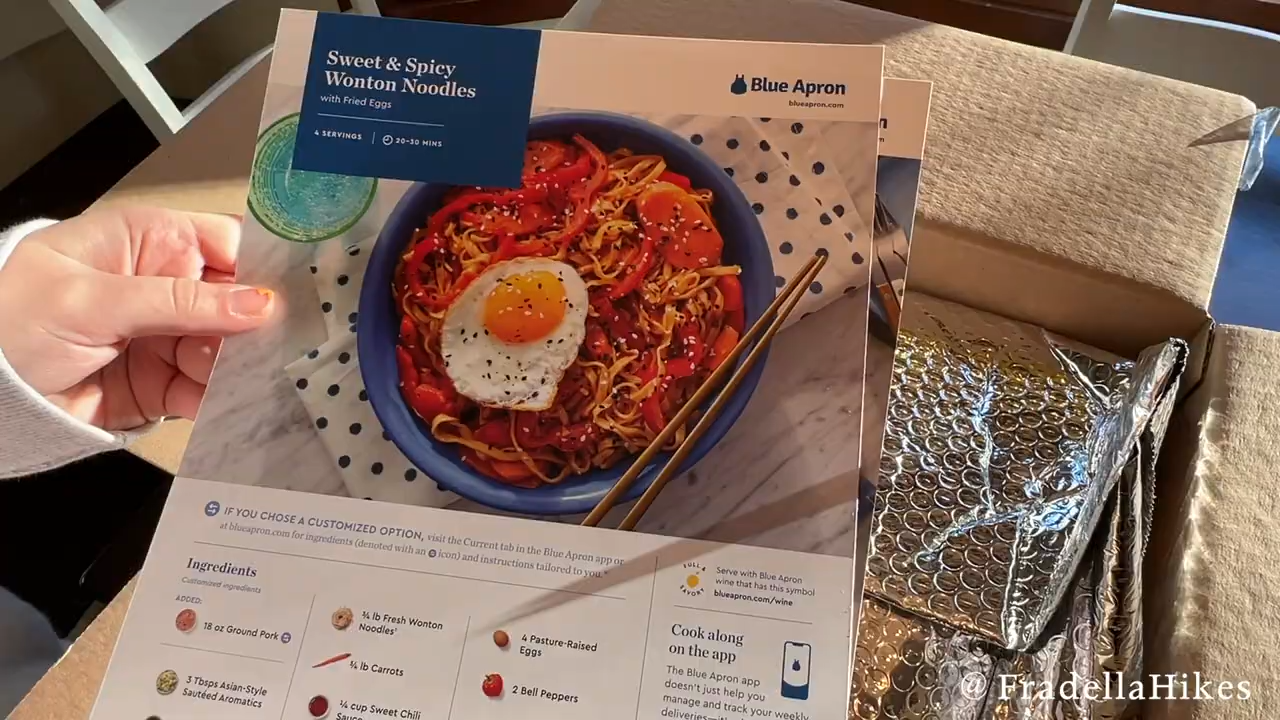 Sweet & Spicy
Wonton Noodles
with Fried Eggs
4 SERVINGS
20-30 MINS
Blue Apron
blueapron.com
IF YOU CHOSE A CUSTOMIZED OPTION, visit the Current tab in the Blue Apron app or
at blueapron.com for ingredients (denoted with an icon) and instructions tailored to you.*
Ingredients
Customized ingredients
ADDED:
18 oz Ground Pork
3 Tbsps Asian-Style
Sautéed Aromatics
¾ lb Fresh Wonton
Noodles¹
¾ lb Carrots
¼ cup Sweet Chili
Sauce
4 Pasture-Raised
Eggs
2 Bell Peppers
FULL &
SAVORY
Serve with Blue Apron
wine that has this symbol
blueapron.com/wine
Cook along
on the app
The Blue Apron app
doesn't just help you
manage and track your weekly
@ FradellaHikes